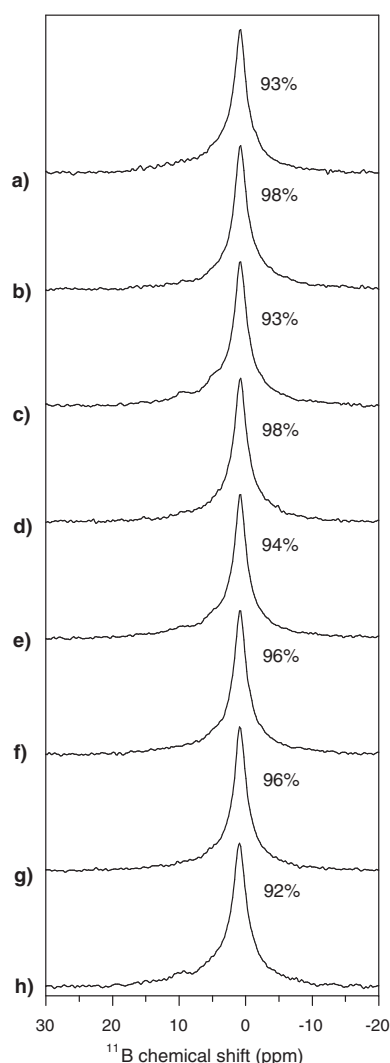 93%
a)
98%
b)
93%
c)
98%
d)
94%
e)
96%
f)
96%
g)
92%
h)
30 20 10 0 -10 -20
¹¹B chemical shift (ppm)